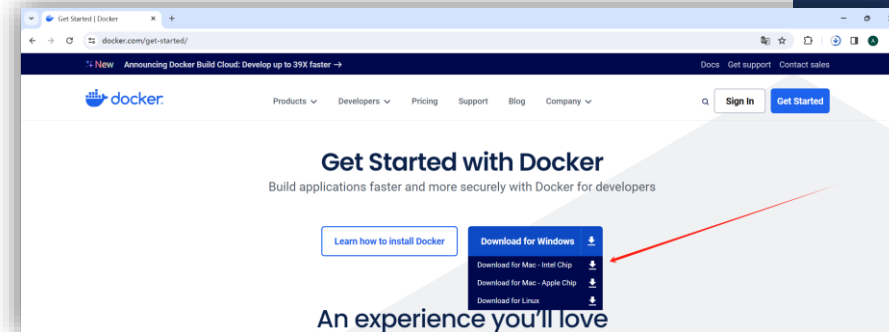 Get Started | Docker
docker.com/get-started/
New Announcing Docker Build Cloud: Develop up to 39X faster →
Docs Get support Contact sales
docker.
Products Developers Pricing Support Blog Company
Sign In Get Started
Get Started with Docker
Build applications faster and more securely with Docker for developers
Learn how to install Docker
Download for Windows
Download for Mac - Intel Chip
Download for Mac - Apple Chip
Download for Linux
An experience you'll love